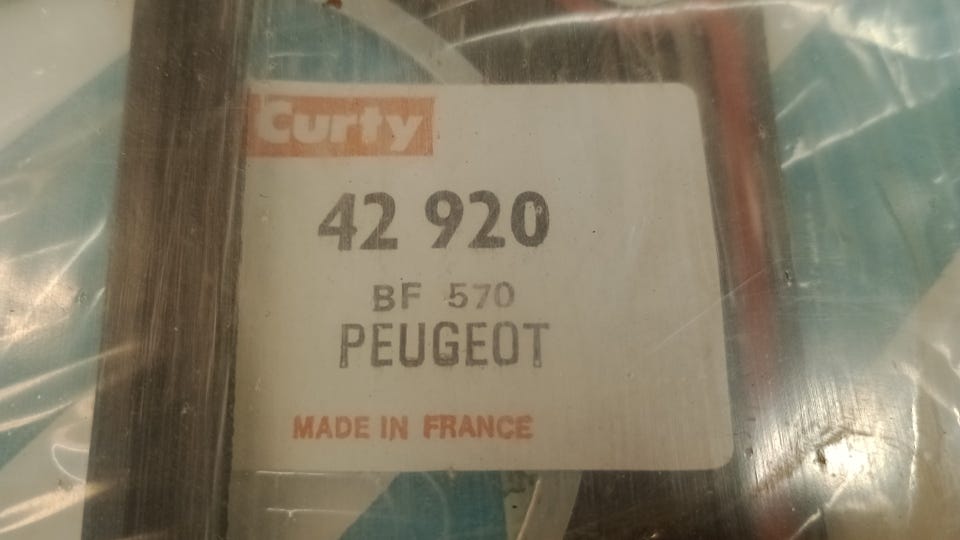 Curty
42 920
BF 570
PEUGEOT
MADE IN FRANCE